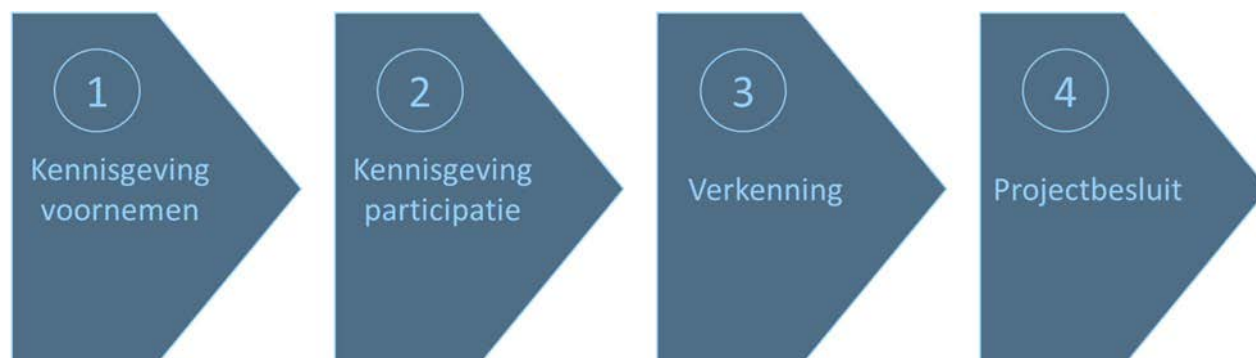 1
Kennisgeving
voornemen
2
Kennisgeving
participatie
3
Verkenning
4
Projectbesluit